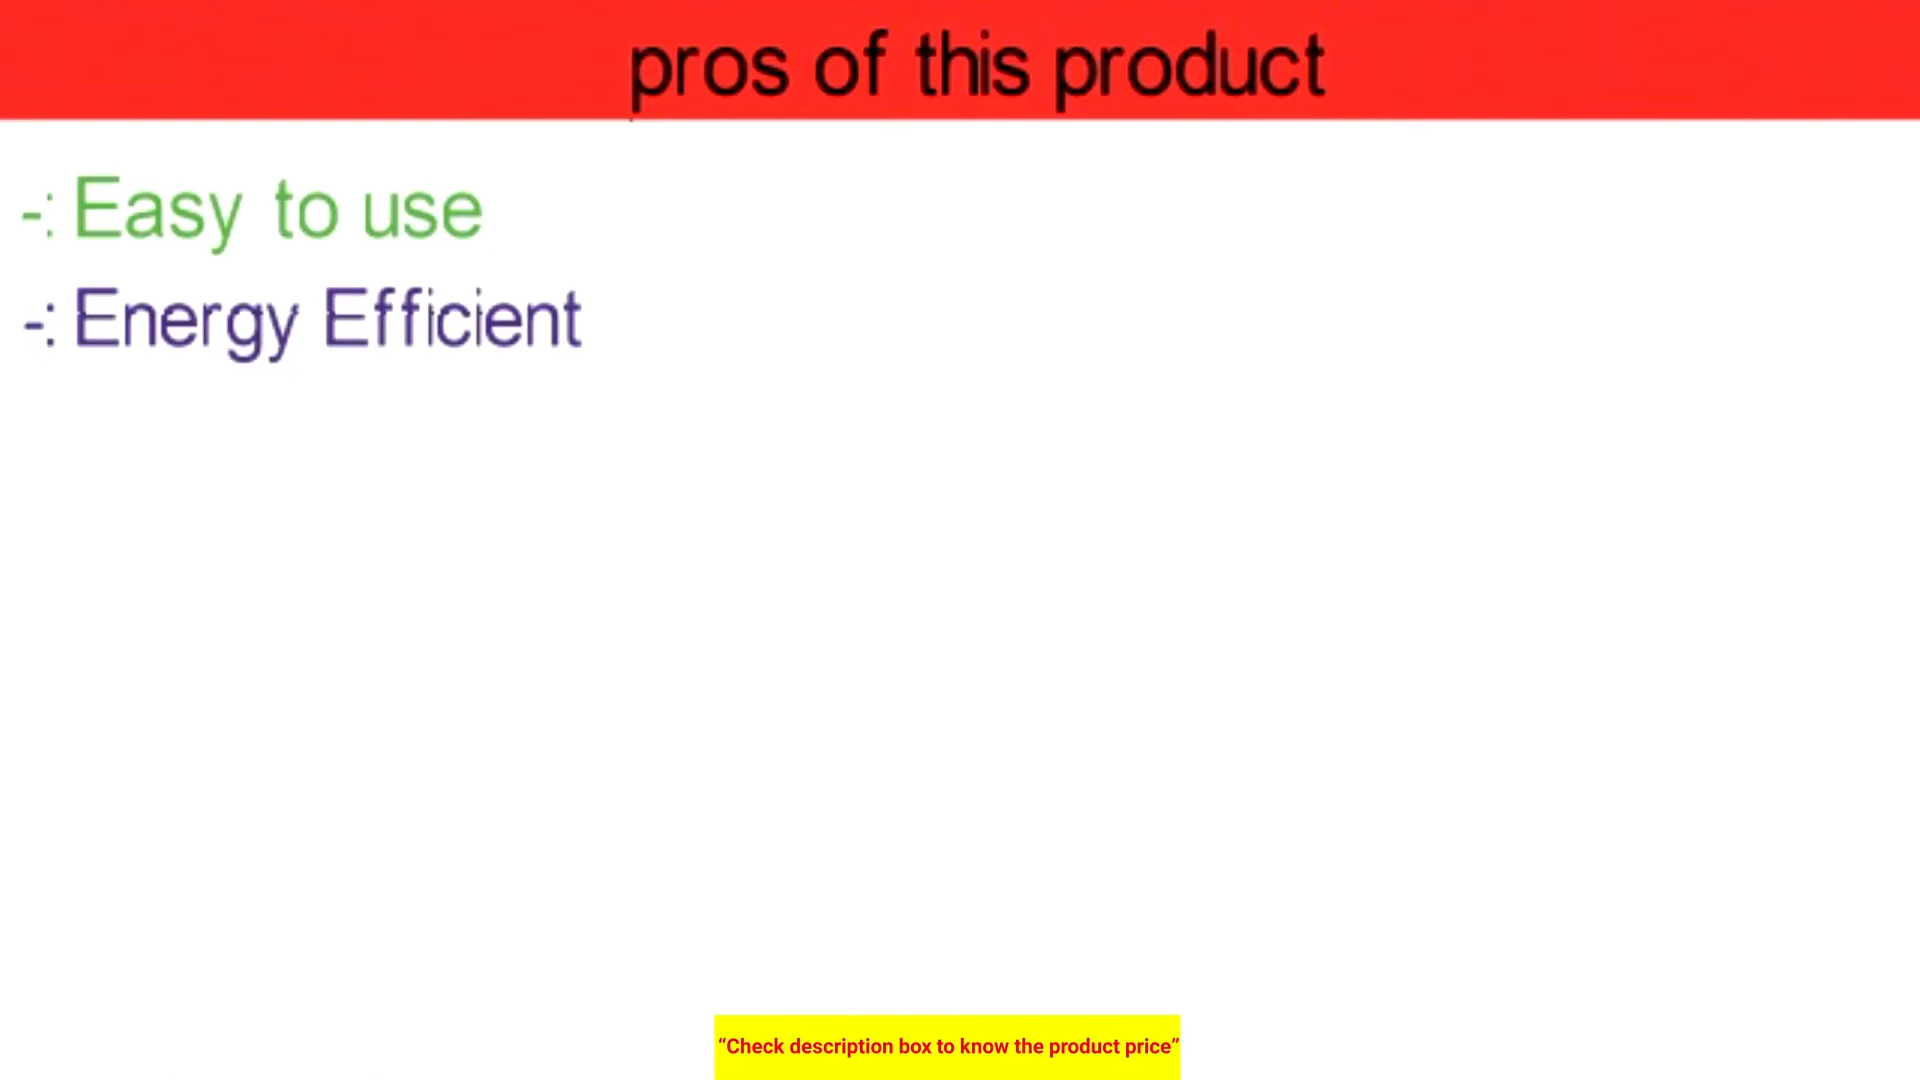 pros of this product
-: Easy to use
-: Energy Efficient
“Check description box to know the product price”